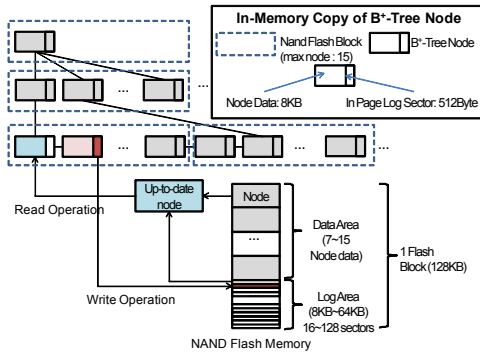 In-Memory Copy of B⁺-Tree Node
Nand Flash Block
(max node : 15)
B⁺-Tree Node
Node Data: 8KB
In Page Log Sector: 512Byte
...
...
...
...
...
Up-to-date
node
Read Operation
Write Operation
Node
...
Data Area
(7~15
Node data)
Log Area
(8KB~64KB)
16~128 sectors
1 Flash
Block (128KB)
NAND Flash Memory